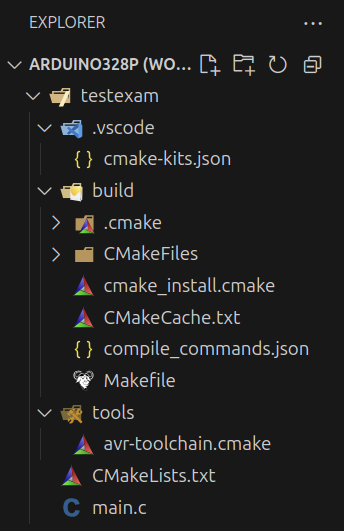 EXPLORER
ARDUINO328P (WO...
testexam
.vscode
{ } cmake-kits.json
build
.cmake
CMakeFiles
cmake_install.cmake
CMakeCache.txt
{ } compile_commands.json
Makefile
tools
avr-toolchain.cmake
CMakeLists.txt
C main.c